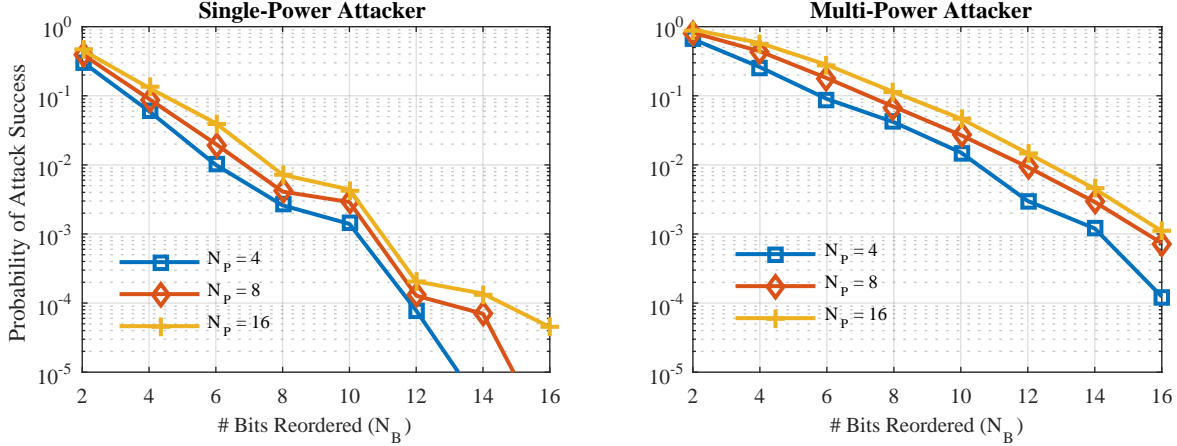 Single-Power Attacker
Probability of Attack Success
10^0
10^-1
10^-2
10^-3
10^-4
10^-5
N_P = 4
N_P = 8
N_P = 16
2 4 6 8 10 12 14 16
# Bits Reordered (N_B)
Multi-Power Attacker
10^0
10^-1
10^-2
10^-3
10^-4
10^-5
N_P = 4
N_P = 8
N_P = 16
2 4 6 8 10 12 14 16
# Bits Reordered (N_B)